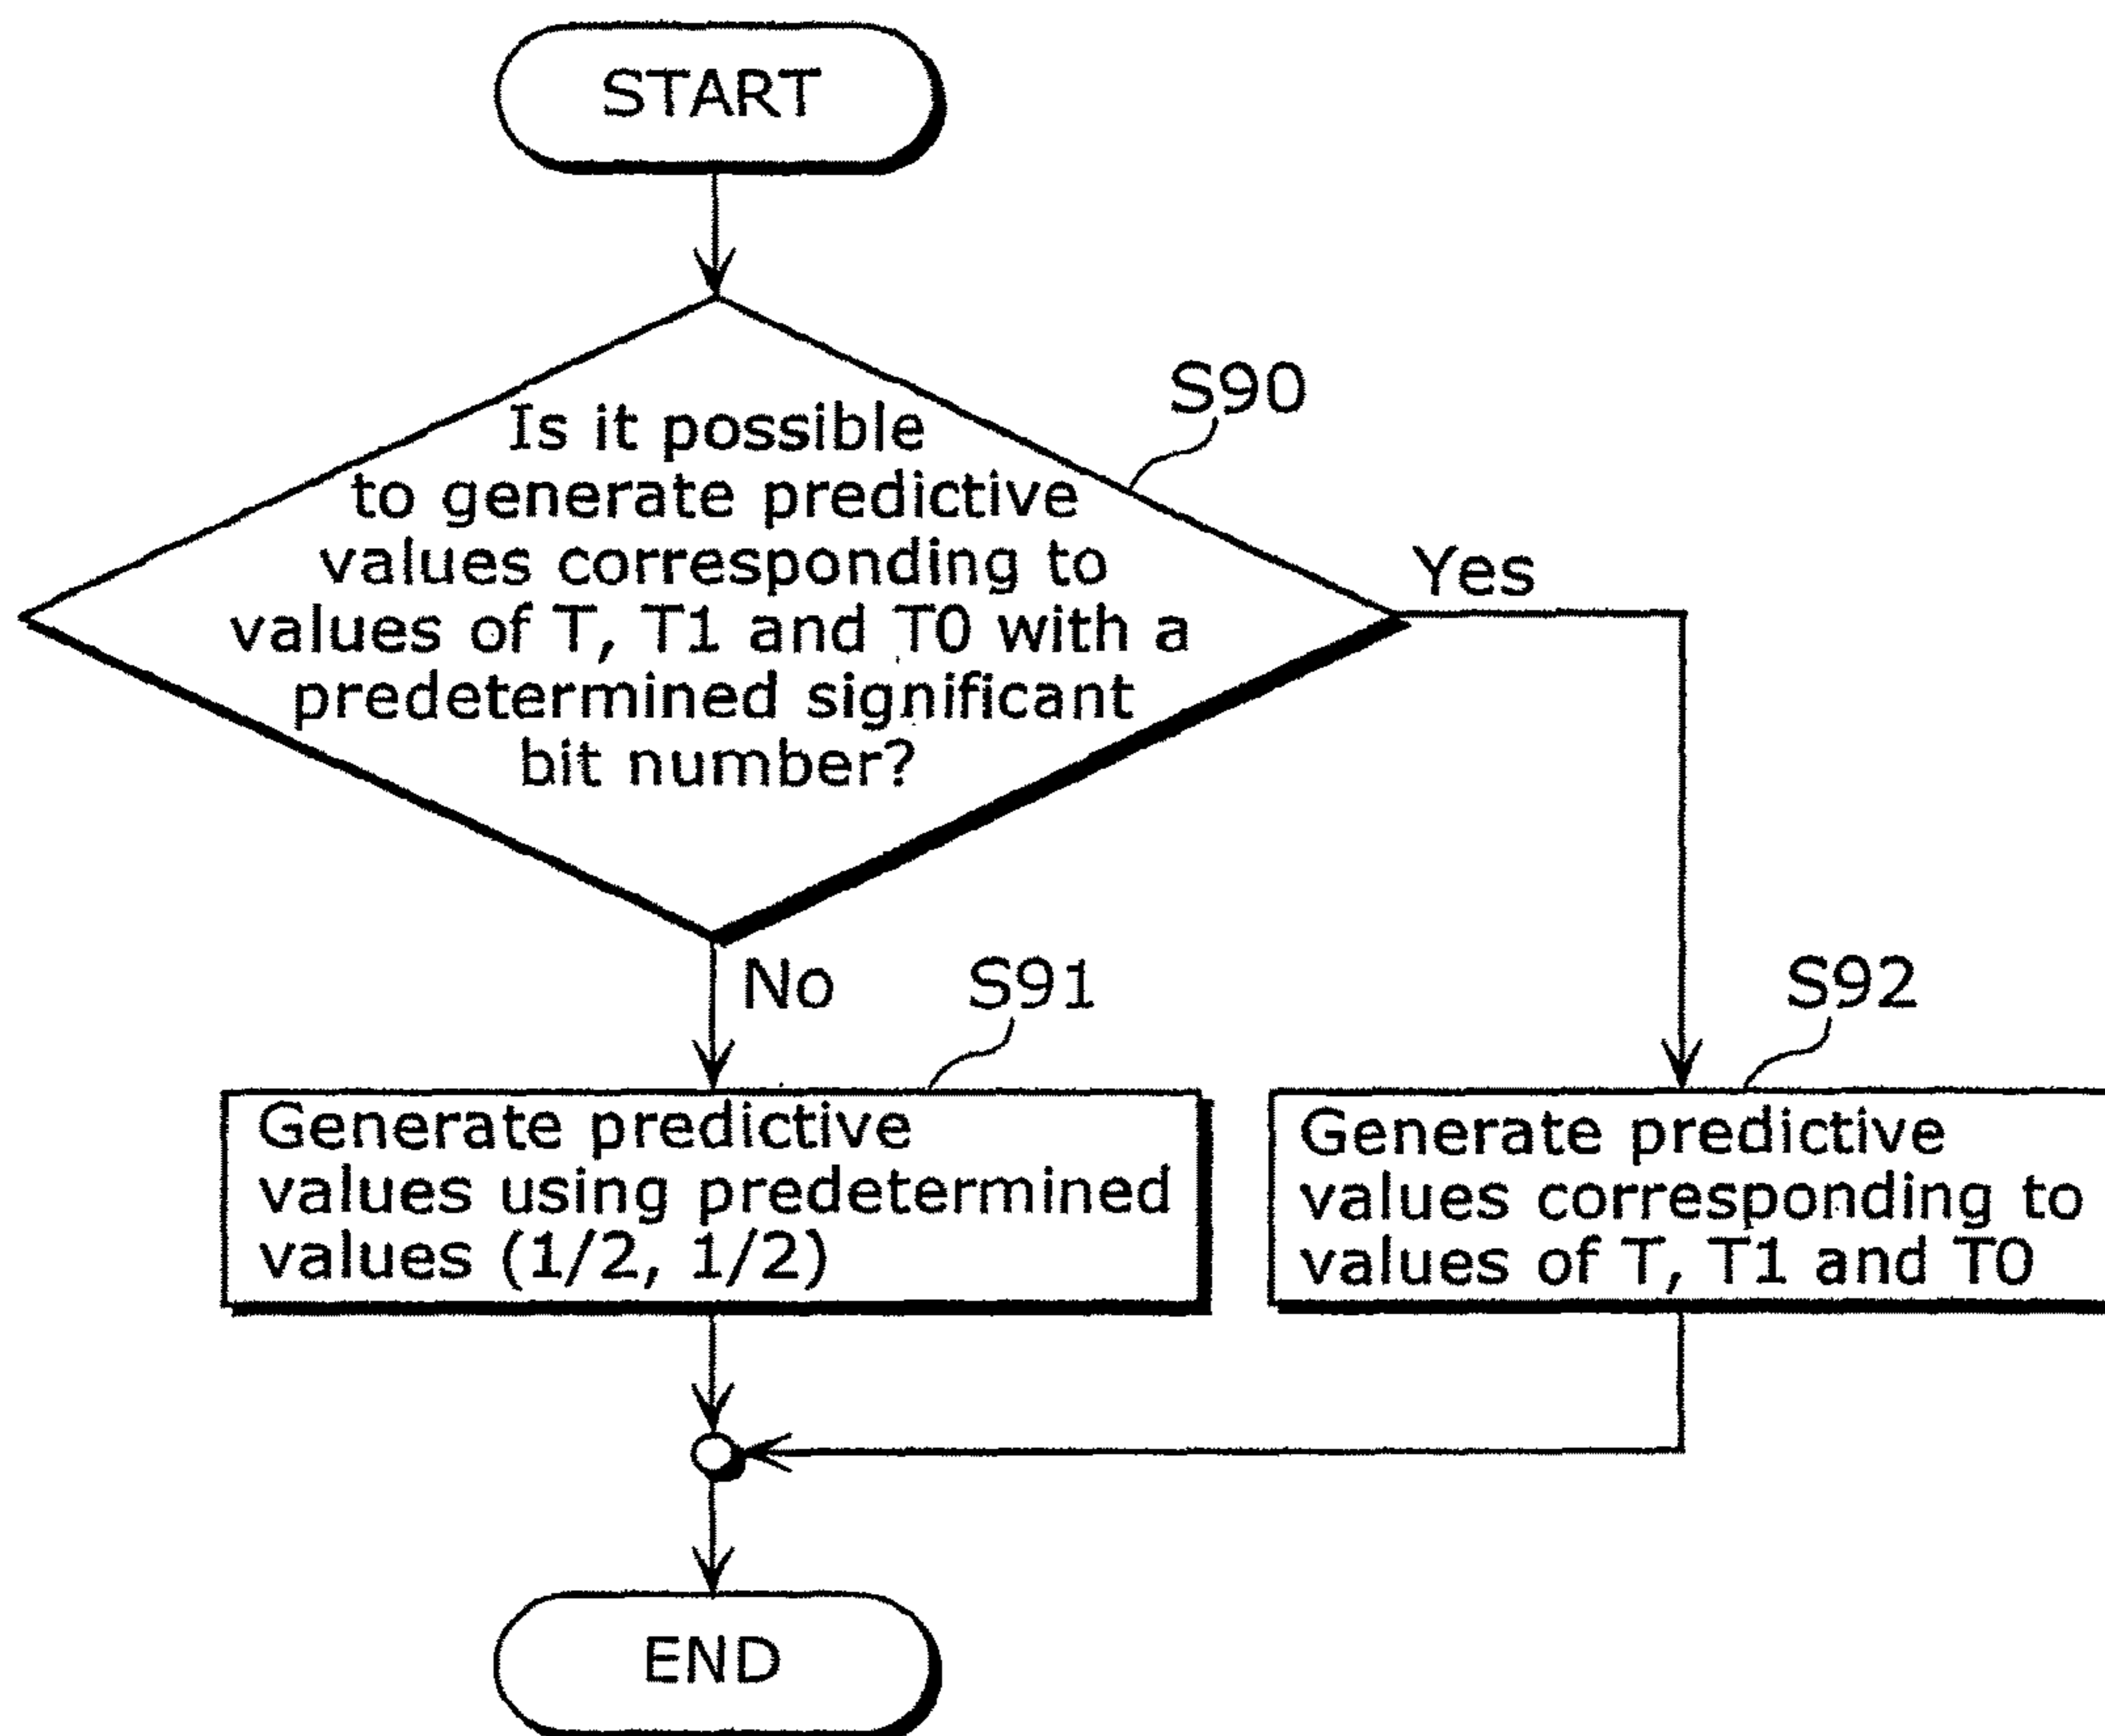 START
S90
Is it possible
to generate predictive
values corresponding to
values of T, T1 and T0 with a
predetermined significant
bit number?
Yes
No
S91
S92
Generate predictive
values using predetermined
values (1/2, 1/2)
Generate predictive
values corresponding to
values of T, T1 and T0
END